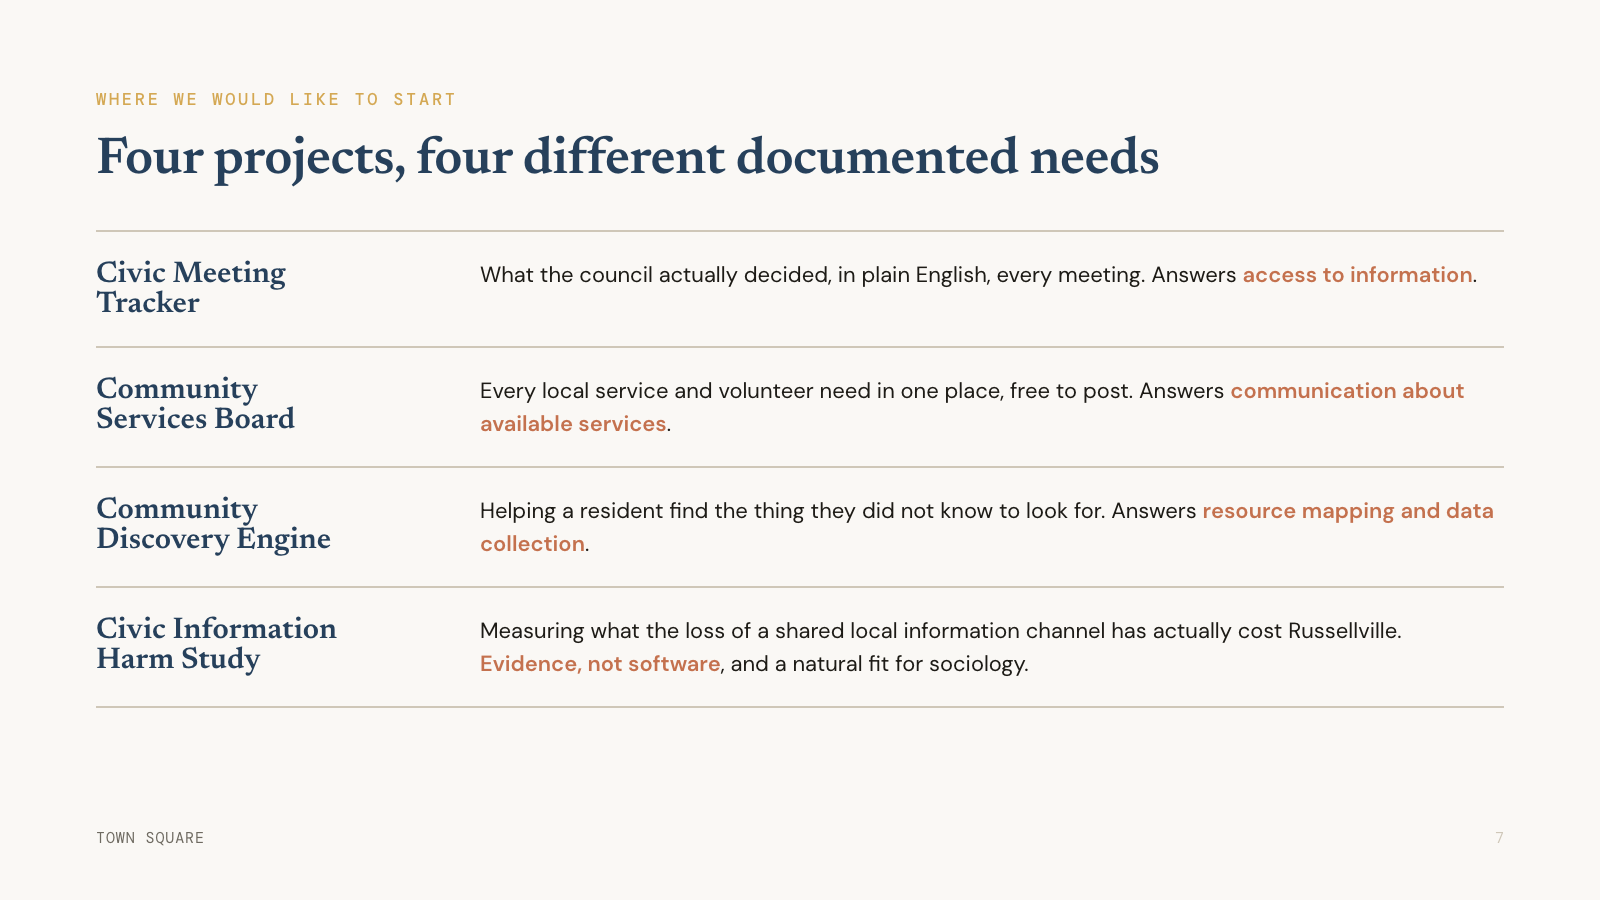 WHERE WE WOULD LIKE TO START
Four projects, four different documented needs
Civic Meeting
Tracker
What the council actually decided, in plain English, every meeting. Answers access to information.
Community
Services Board
Every local service and volunteer need in one place, free to post. Answers communication about
available services.
Community
Discovery Engine
Helping a resident find the thing they did not know to look for. Answers resource mapping and data
collection.
Civic Information
Harm Study
Measuring what the loss of a shared local information channel has actually cost Russellville.
Evidence, not software, and a natural fit for sociology.
TOWN SQUARE
7